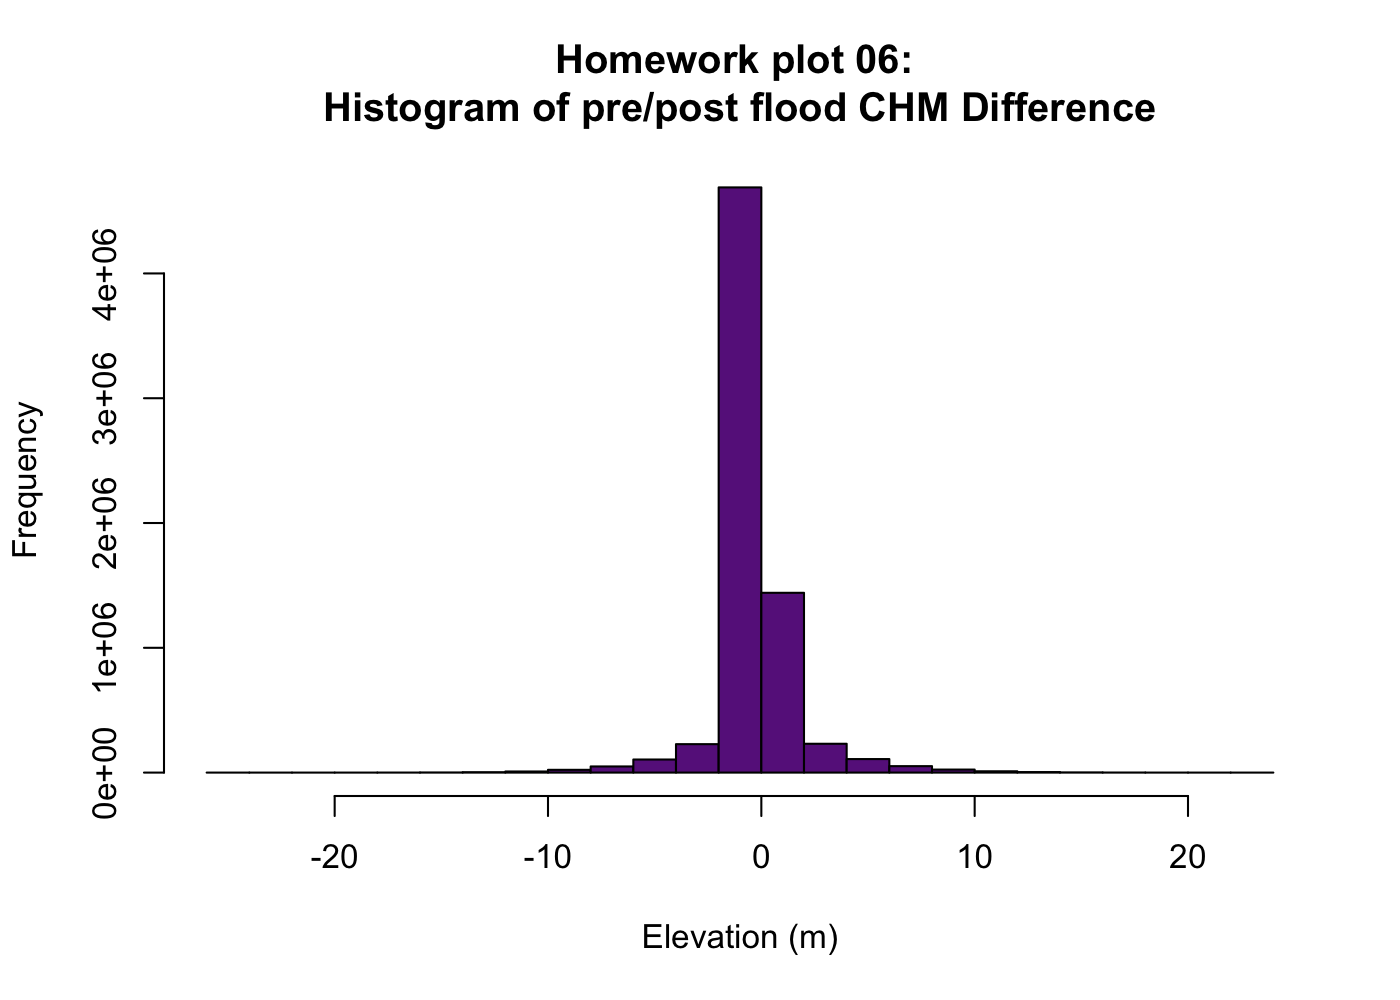 Homework plot 06:
Histogram of pre/post flood CHM Difference
Frequency
4e+06
3e+06
2e+06
1e+06
0e+00
-20 -10 0 10 20
Elevation (m)